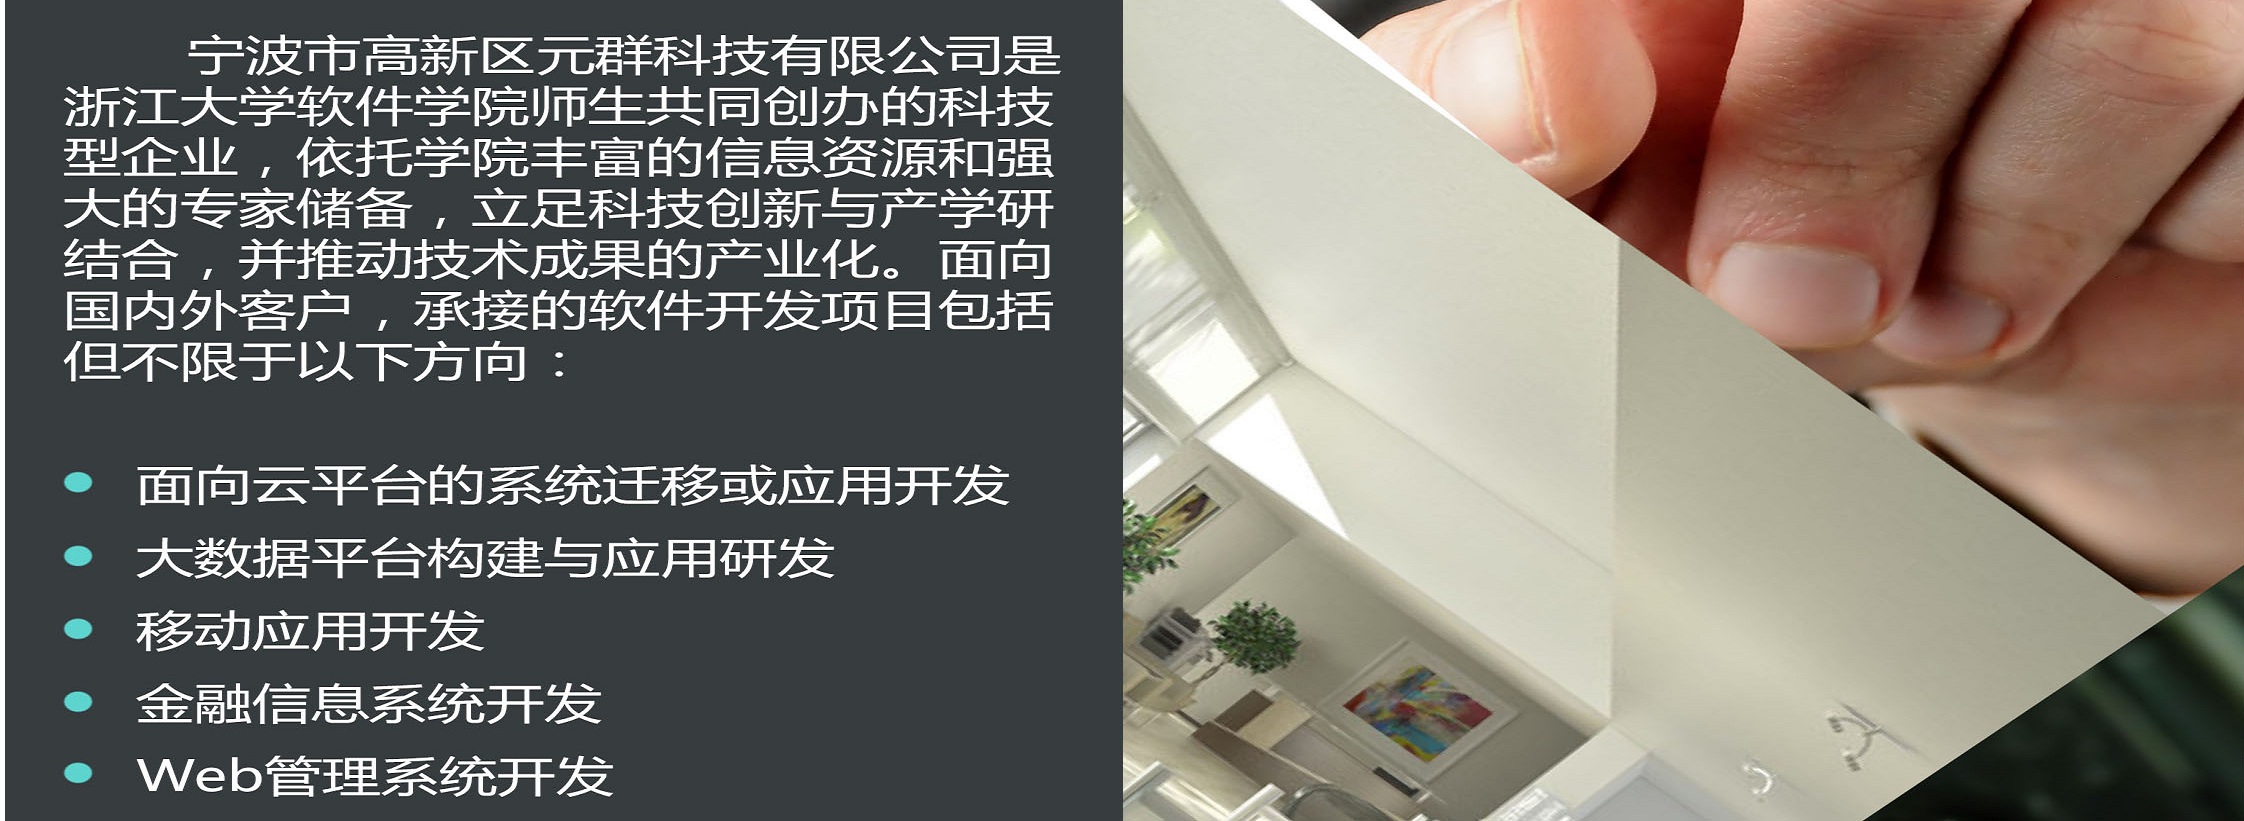 宁波市高新区元群科技有限公司是
浙江大学软件学院师生共同创办的科技
型企业，依托学院丰富的信息资源和强
大的专家储备，立足科技创新与产学研
结合，并推动技术成果的产业化。面向
国内外客户，承接的软件开发项目包括
但不限于以下方向：
• 面向云平台的系统迁移或应用开发
• 大数据平台构建与应用研发
• 移动应用开发
• 金融信息系统开发
• Web管理系统开发